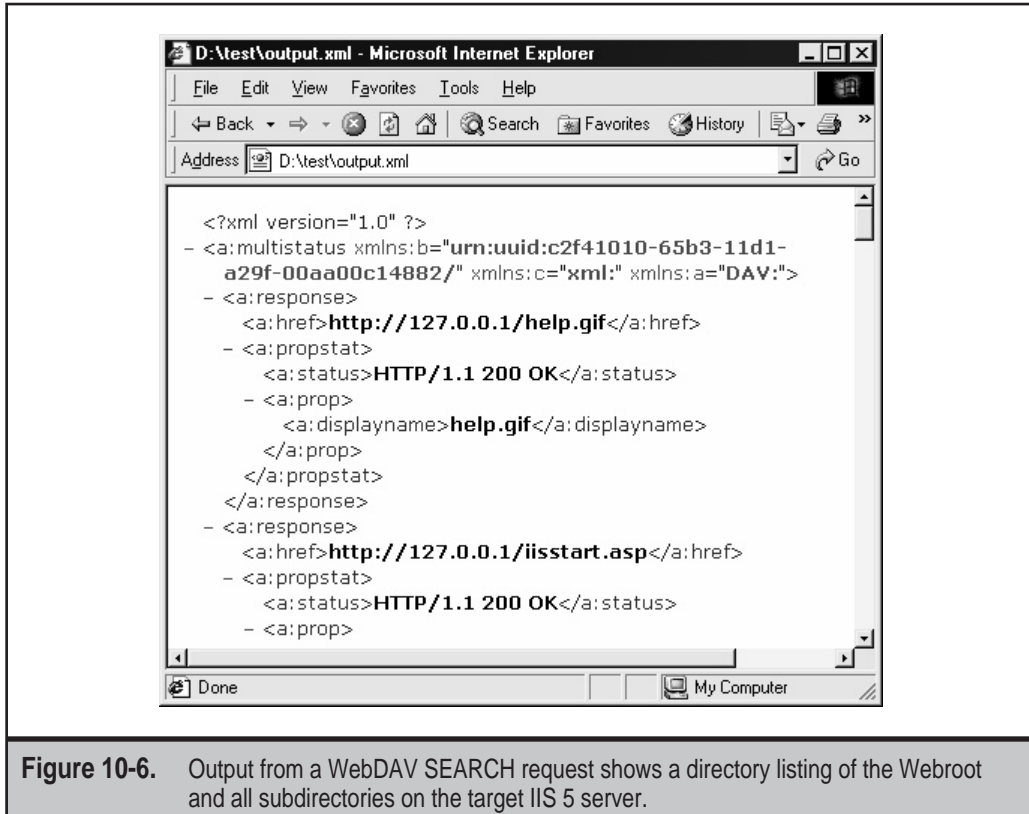 D:\test\output.xml - Microsoft Internet Explorer
File Edit View Favorites Tools Help
Back Search Favorites History »
Address D:\test\output.xml Go
<?xml version="1.0" ?>
– <a:multistatus xmlns:b="urn:uuid:c2f41010-65b3-11d1-
a29f-00aa00c14882/" xmlns:c="xml:" xmlns:a="DAV:">
– <a:response>
<a:href>http://127.0.0.1/help.gif</a:href>
– <a:propstat>
<a:status>HTTP/1.1 200 OK</a:status>
– <a:prop>
<a:displayname>help.gif</a:displayname>
</a:prop>
</a:propstat>
</a:response>
– <a:response>
<a:href>http://127.0.0.1/iisstart.asp</a:href>
– <a:propstat>
<a:status>HTTP/1.1 200 OK</a:status>
– <a:prop>
Done My Computer
Figure 10-6. Output from a WebDAV SEARCH request shows a directory listing of the Webroot
and all subdirectories on the target IIS 5 server.